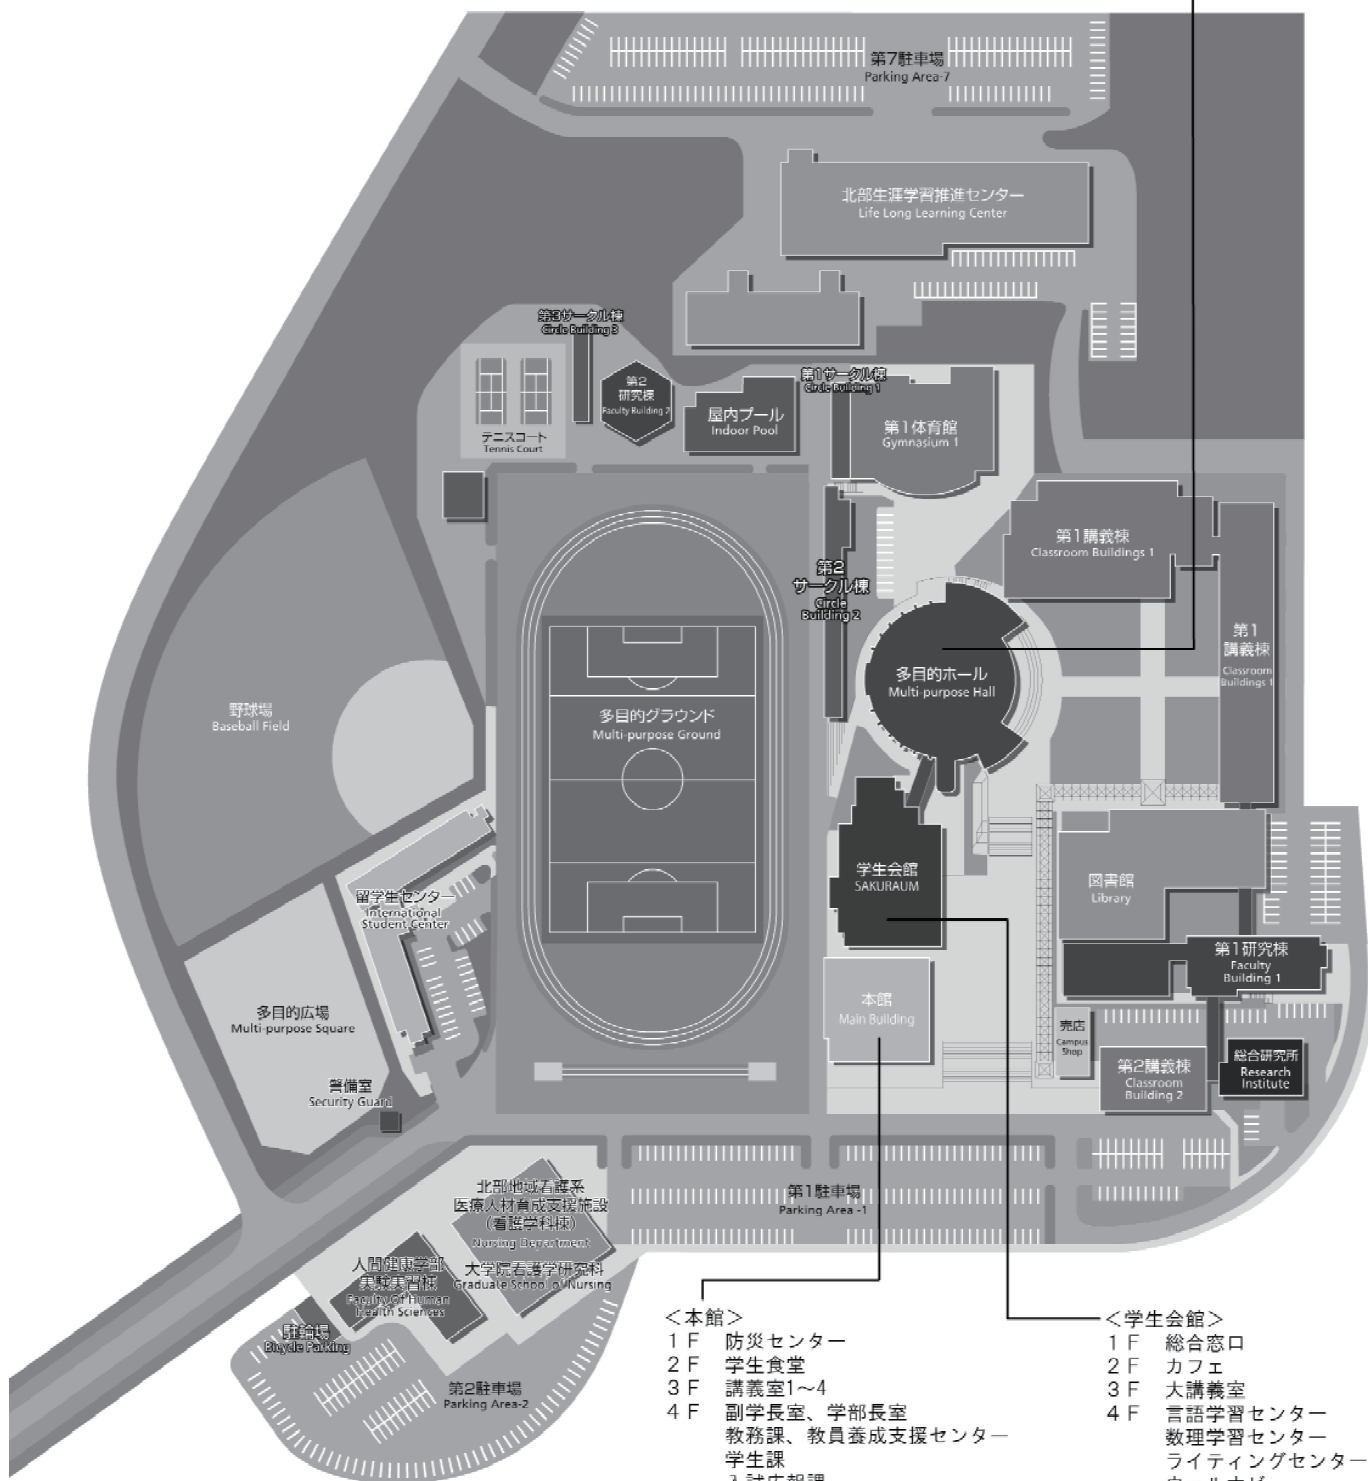 第7駐車場
Parking Area-7
北部生涯学習推進センター
Life Long Learning Center
第3サークル棟
Circle Building 3
第2
研究棟
Faculty Building 2
屋内プール
Indoor Pool
第1サークル棟
Circle Building 1
第1体育館
Gymnasium 1
テニスコート
Tennis Court
第1講義棟
Classroom Buildings 1
第2
サークル棟
Circle
Building 2
第1
講義棟
Classroom
Buildings 1
多目的ホール
Multi-purpose Hall
野球場
Baseball Field
多目的グラウンド
Multi-purpose Ground
学生会館
SAKURAUM
図書館
Library
留学生センター
International
Student Center
第1研究棟
Faculty
Building 1
本館
Main Building
多目的広場
Multi-purpose Square
売店
Campus
Shop
第2講義棟
Classroom
Building 2
総合研究所
Research
Institute
警備室
Security Guard
北部地域看護系
医療人材育成支援施設
(看護学科棟)
Nursing Department
大学院看護学研究科
Graduate School of Nursing
第1駐車場
Parking Area -1
人間健康学部
実験実習棟
Faculty Of Human
Health Sciences
駐輪場
Bicycle Parking
第2駐車場
Parking Area-2
<本館>
1F 防災センター
2F 学生食堂
3F 講義室1~4
4F 副学長室、学部長室
教務課、教員養成支援センター
学生課
入試広報課
<学生会館>
1F 総合窓口
2F カフェ
3F 大講義室
4F 言語学習センター
数理学習センター
ライティングセンター